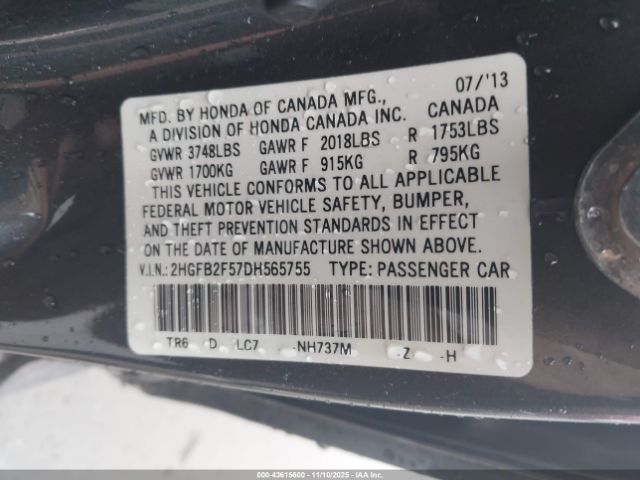 07/'13
MFD. BY HONDA OF CANADA MFG., CANADA
A DIVISION OF HONDA CANADA INC.
GVWR 3748LBS GAWR F 2018LBS R 1753LBS
GVWR 1700KG GAWR F 915KG R 795KG
THIS VEHICLE CONFORMS TO ALL APPLICABLE
FEDERAL MOTOR VEHICLE SAFETY, BUMPER,
AND THEFT PREVENTION STANDARDS IN EFFECT
ON THE DATE OF MANUFACTURE SHOWN ABOVE.
V.I.N.: 2HGFB2F57DH565755 TYPE: PASSENGER CAR
TR6 D LC7 -NH737M -Z -H
000-43615600 - 11/10/2025 - IAA Inc.